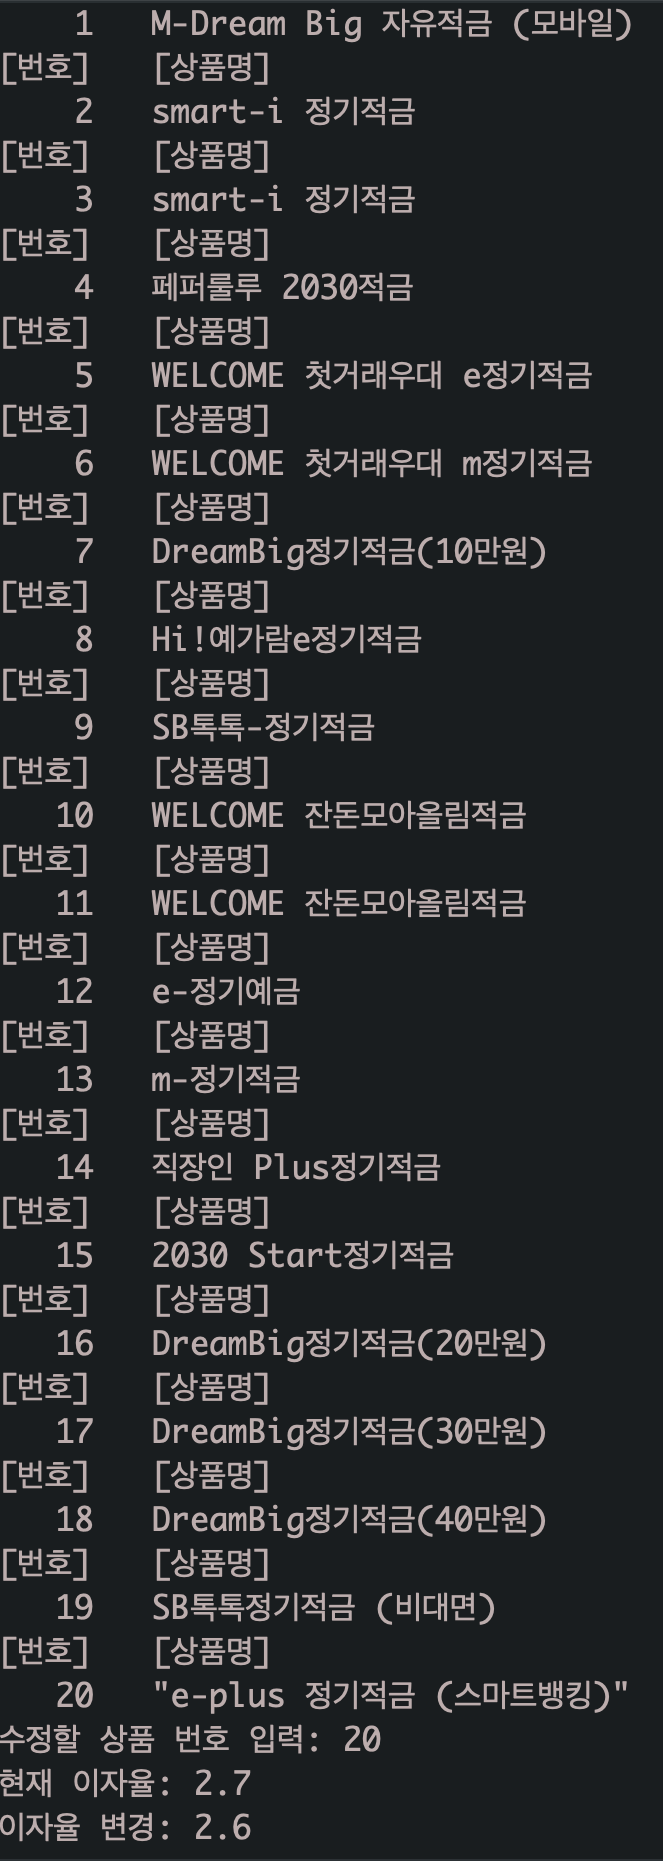 1 M-Dream Big 자유적금 (모바일)
[번호] [상품명]
2 smart-i 정기적금
[번호] [상품명]
3 smart-i 정기적금
[번호] [상품명]
4 페퍼룰루 2030적금
[번호] [상품명]
5 WELCOME 첫거래우대 e정기적금
[번호] [상품명]
6 WELCOME 첫거래우대 m정기적금
[번호] [상품명]
7 DreamBig정기적금(10만원)
[번호] [상품명]
8 Hi!예가람e정기적금
[번호] [상품명]
9 SB톡톡-정기적금
[번호] [상품명]
10 WELCOME 잔돈모아올림적금
[번호] [상품명]
11 WELCOME 잔돈모아올림적금
[번호] [상품명]
12 e-정기예금
[번호] [상품명]
13 m-정기적금
[번호] [상품명]
14 직장인 Plus정기적금
[번호] [상품명]
15 2030 Start정기적금
[번호] [상품명]
16 DreamBig정기적금(20만원)
[번호] [상품명]
17 DreamBig정기적금(30만원)
[번호] [상품명]
18 DreamBig정기적금(40만원)
[번호] [상품명]
19 SB톡톡정기적금 (비대면)
[번호] [상품명]
20 "e-plus 정기적금 (스마트뱅킹)"
수정할 상품 번호 입력: 20
현재 이자율: 2.7
이자율 변경: 2.6